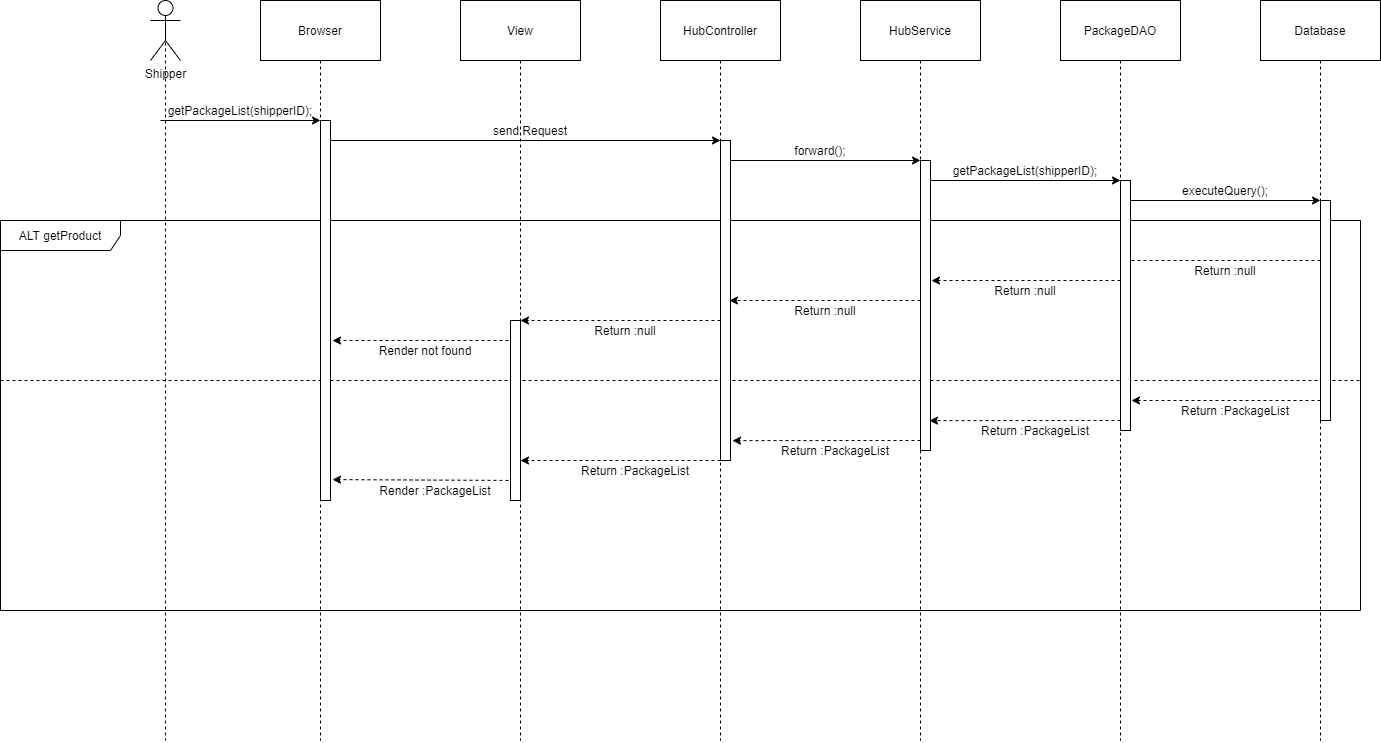 Browser
View
HubController
HubService
PackageDAO
Database
Shipper
getPackageList(shipperID);
send Request
forward();
getPackageList(shipperID);
executeQuery();
ALT getProduct
Return :null
Return :null
Return :null
Return :null
Render not found
Return :PackageList
Return :PackageList
Return :PackageList
Return :PackageList
Render :PackageList